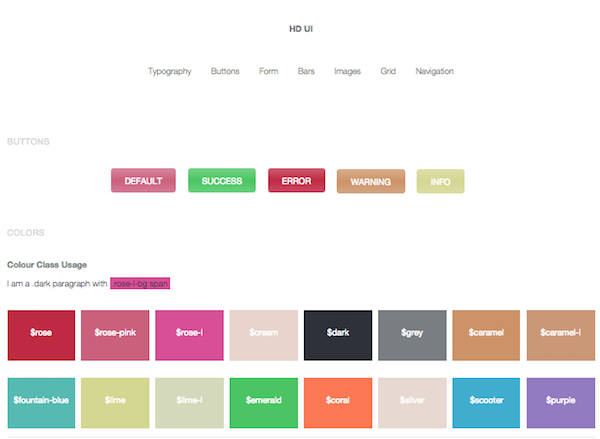 HD UI
Typography Buttons Form Bars Images Grid Navigation
BUTTONS
DEFAULT SUCCESS ERROR WARNING INFO
COLORS
Colour Class Usage
I am a .dark paragraph with .rose-l-bg span
$rose $rose-pink $rose-l $cream $dark $grey $caramel $caramel-l
$fountain-blue $lime $lime-l $emerald $coral $silver $scooter $purple